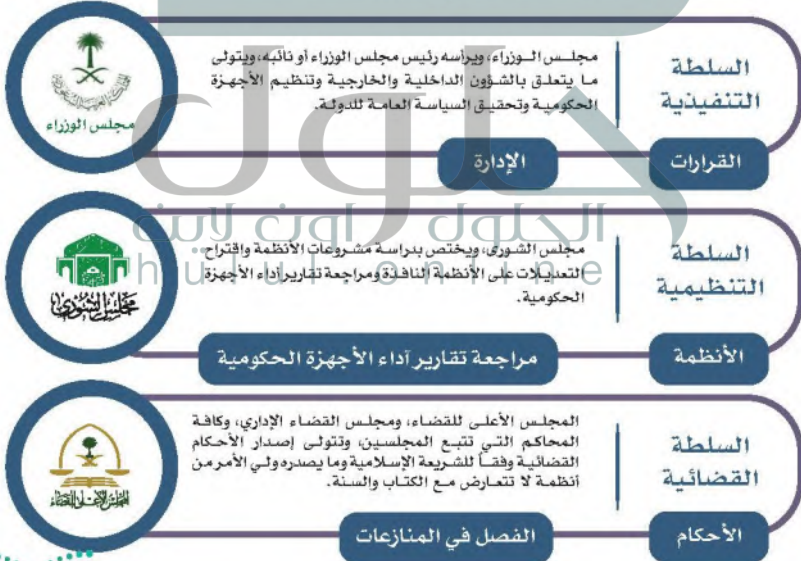 السلطة
التنفيذية
مجلس الوزراء، ويرأسه رئيس مجلس الوزراء أو نائبه، ويتولى
ما يتعلق بالشؤون الداخلية والخارجية وتنظيم الأجهزة
الحكومية وتحقيق السياسة العامة للدولة.
مجلس الوزراء
القرارات
الإدارة
حلول
الحلول اون لاين
hululonline
السلطة
التنظيمية
مجلس الشورى، ويختص بدراسة مشروعات الأنظمة واقتراح
التعديلات على الأنظمة النافذة ومراجعة تقارير أداء الأجهزة
الحكومية.
مجلس الشورى
الأنظمة
مراجعة تقارير آداء الأجهزة الحكومية
السلطة
القضائية
المجلس الأعلى للقضاء، ومجلس القضاء الإداري، وكافة
المحاكم التي تتبع المجلسين، وتتولى إصدار الأحكام
القضائية وفقاً للشريعة الإسلامية وما يصدره ولي الأمر من
أنظمة لا تتعارض مع الكتاب والسنة.
المجلس الأعلى للقضاء
الأحكام
الفصل في المنازعات